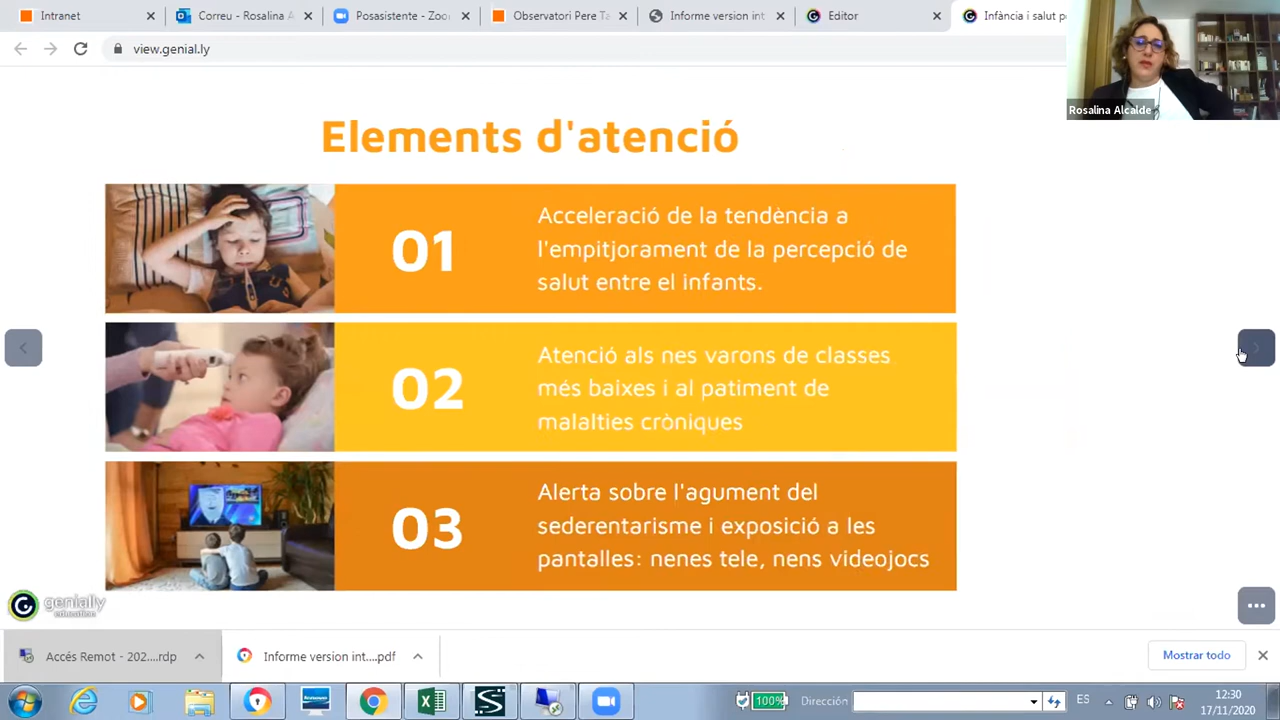 Intranet
Correu - Rosalina A
Posasistente - Zoo
Observatori Pere Ta
Informe version int
Editor
Infància i salut p
view.genial.ly
Rosalina Alcalde
Elements d'atenció
01
Acceleració de la tendència a
l'empitjorament de la percepció de
salut entre el infants.
02
Atenció als nes varons de classes
més baixes i al patiment de
malalties cròniques
03
Alerta sobre l'agument del
sederentarisme i exposició a les
pantalles: nenes tele, nens videojocs
genially
education
Accés Remot - 202....rdp
Informe version int....pdf
Mostrar todo
100%
Dirección
ES
12:30
17/11/2020